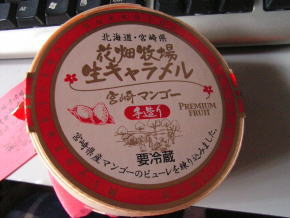 北海道・宮崎県
花畑牧場
生キャラメル
宮崎マンゴー
手造り
PREMIUM
FRUIT
要冷蔵
宮崎県産マンゴーのピューレを練り込みました。